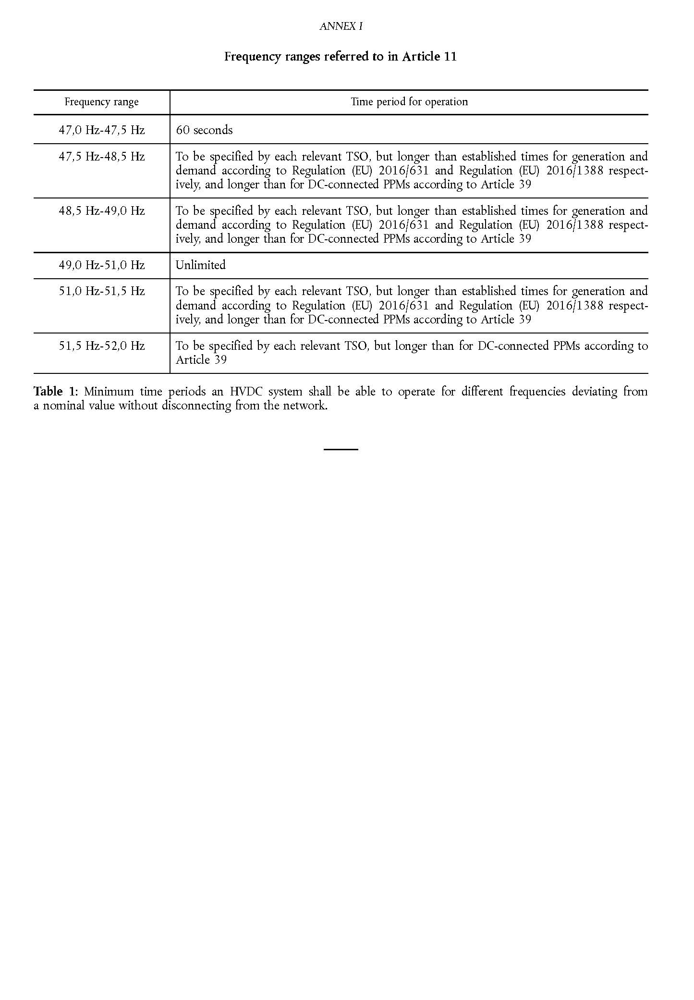 ANNEX I
Frequency ranges referred to in Article 11
Frequency range
Time period for operation
47,0 Hz-47,5 Hz
60 seconds
47,5 Hz-48,5 Hz
To be specified by each relevant TSO, but longer than established times for generation and
demand according to Regulation (EU) 2016/631 and Regulation (EU) 2016/1388 respect-
ively, and longer than for DC-connected PPMs according to Article 39
48,5 Hz-49,0 Hz
To be specified by each relevant TSO, but longer than established times for generation and
demand according to Regulation (EU) 2016/631 and Regulation (EU) 2016/1388 respect-
ively, and longer than for DC-connected PPMs according to Article 39
49,0 Hz-51,0 Hz
Unlimited
51,0 Hz-51,5 Hz
To be specified by each relevant TSO, but longer than established times for generation and
demand according to Regulation (EU) 2016/631 and Regulation (EU) 2016/1388 respect-
ively, and longer than for DC-connected PPMs according to Article 39
51,5 Hz-52,0 Hz
To be specified by each relevant TSO, but longer than for DC-connected PPMs according to
Article 39
Table 1: Minimum time periods an HVDC system shall be able to operate for different frequencies deviating from
a nominal value without disconnecting from the network.